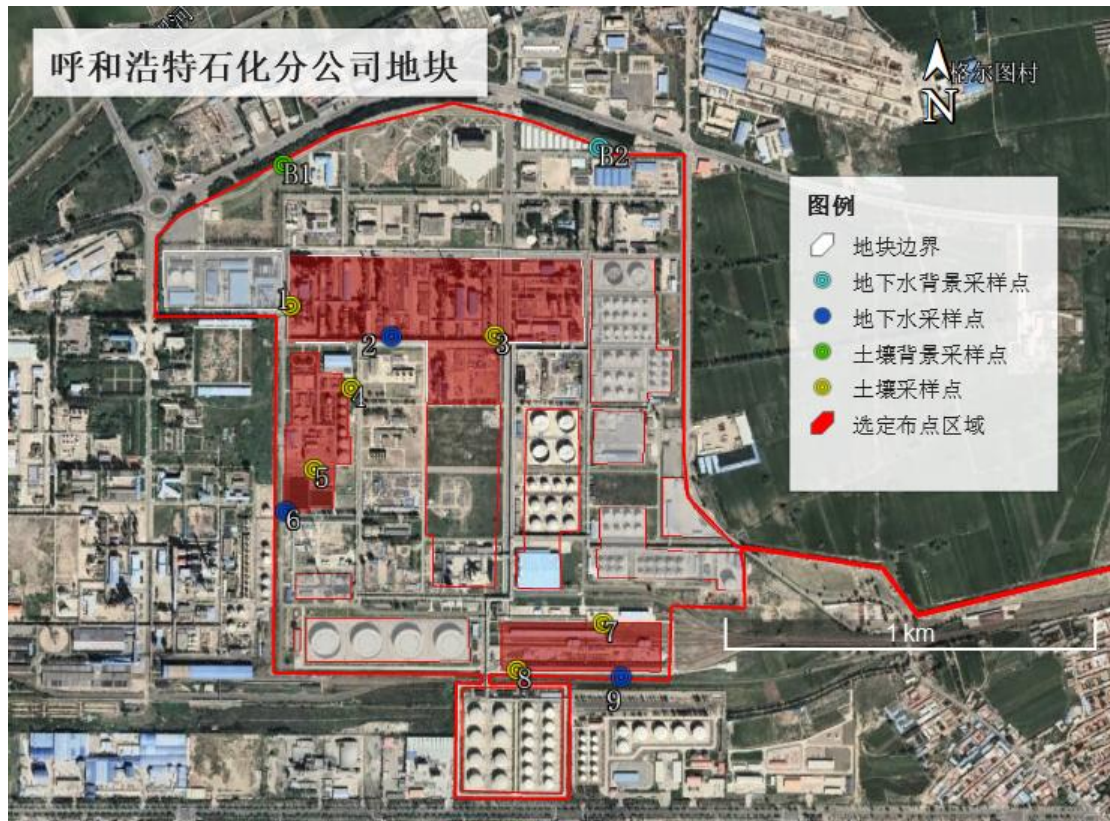 呼和浩特石化分公司地块
格尔图村
N
B1
B2
图例
地块边界
地下水背景采样点
地下水采样点
土壤背景采样点
土壤采样点
选定布点区域
1
2
3
4
5
6
7
1 km
8
9